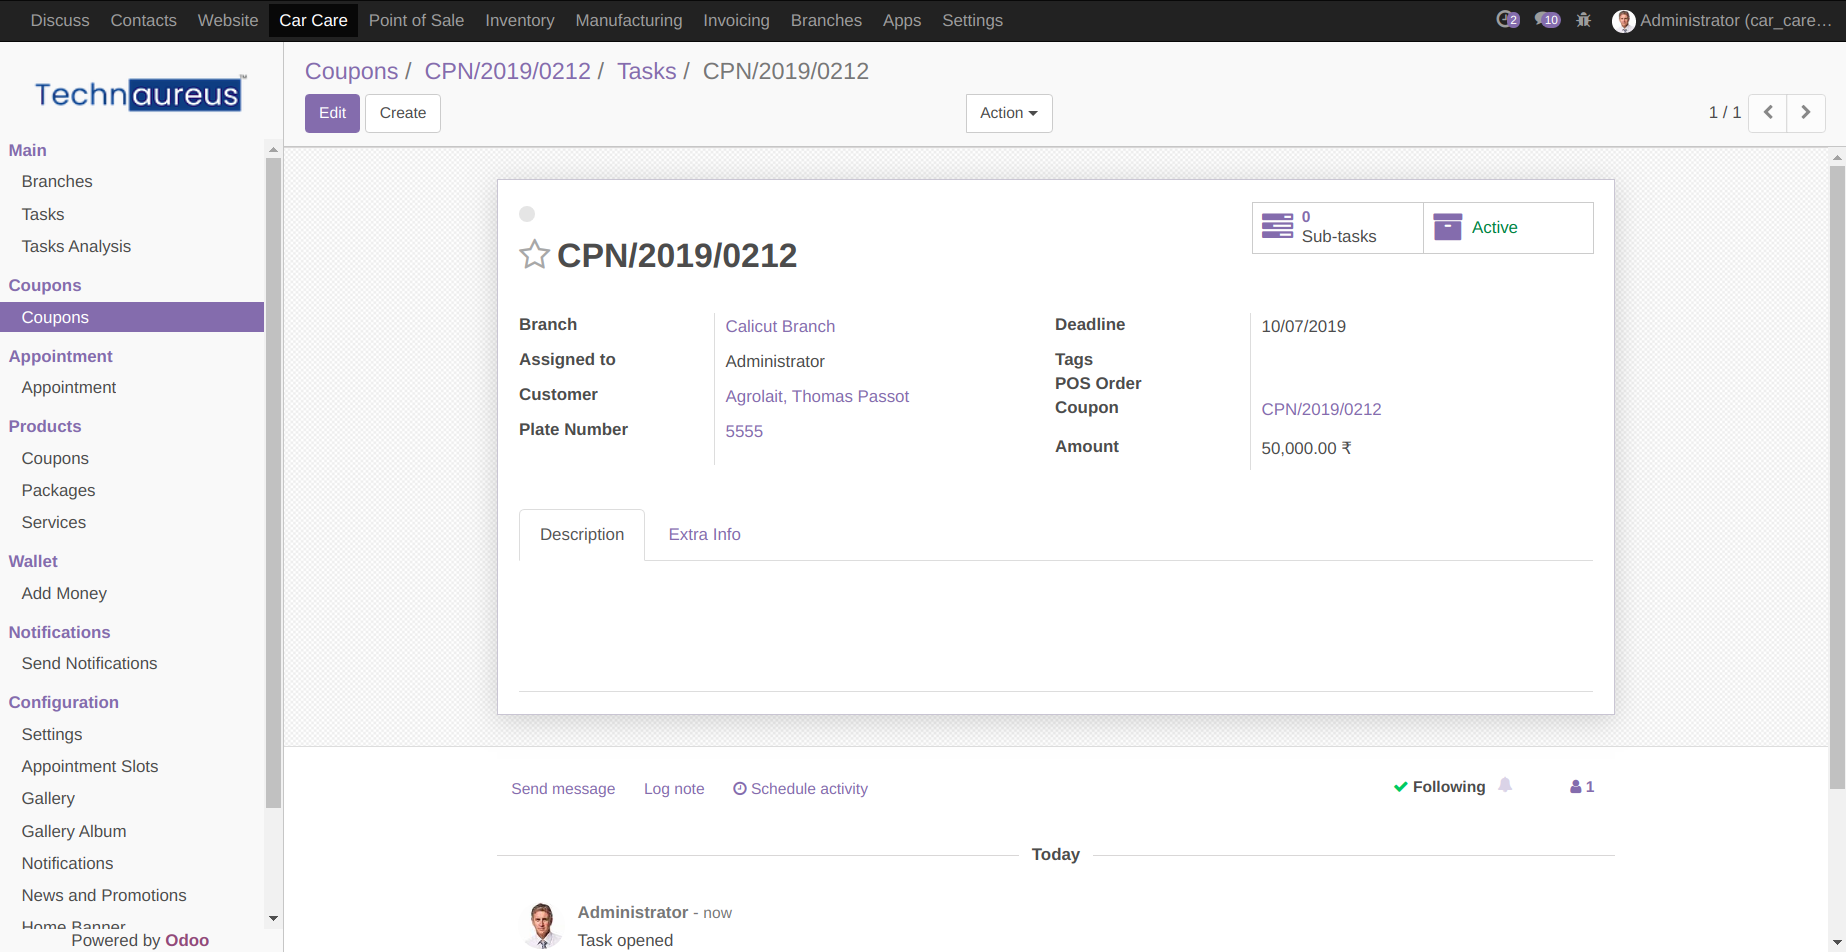 Discuss Contacts Website Car Care Point of Sale Inventory Manufacturing Invoicing Branches Apps Settings 2 10 Administrator (car_care...
Technaureus™
Main
Branches
Tasks
Tasks Analysis
Coupons
Coupons
Appointment
Appointment
Products
Coupons
Packages
Services
Wallet
Add Money
Notifications
Send Notifications
Configuration
Settings
Appointment Slots
Gallery
Gallery Album
Notifications
News and Promotions
Home Banner
Powered by Odoo
Coupons / CPN/2019/0212 / Tasks / CPN/2019/0212
Edit Create Action 1 / 1
0
Sub-tasks
Active
CPN/2019/0212
Branch Calicut Branch
Assigned to Administrator
Customer Agrolait, Thomas Passot
Plate Number 5555
Deadline 10/07/2019
Tags
POS Order
Coupon CPN/2019/0212
Amount 50,000.00 ₹
Description Extra Info
Send message Log note Schedule activity Following 1
Today
Administrator - now
Task opened